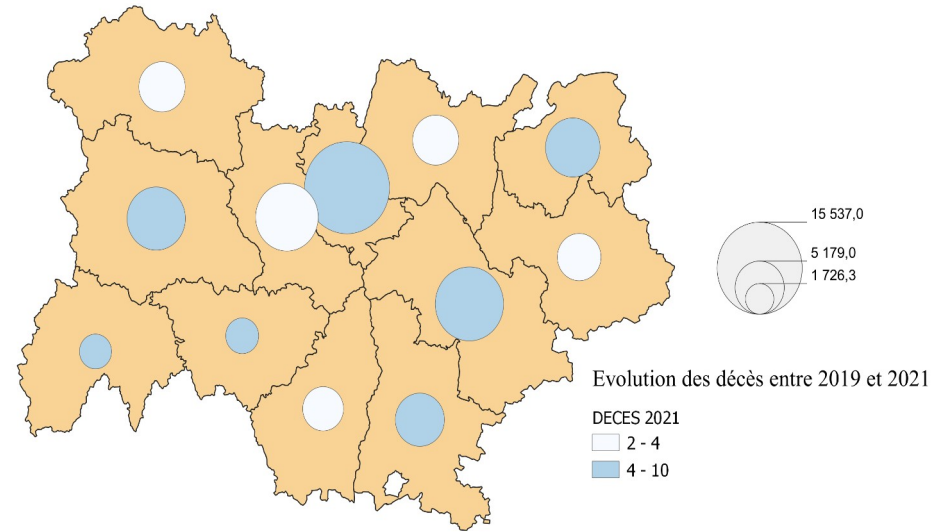 15 537,0
5 179,0
1 726,3
Evolution des décès entre 2019 et 2021
DECES 2021
2 - 4
4 - 10